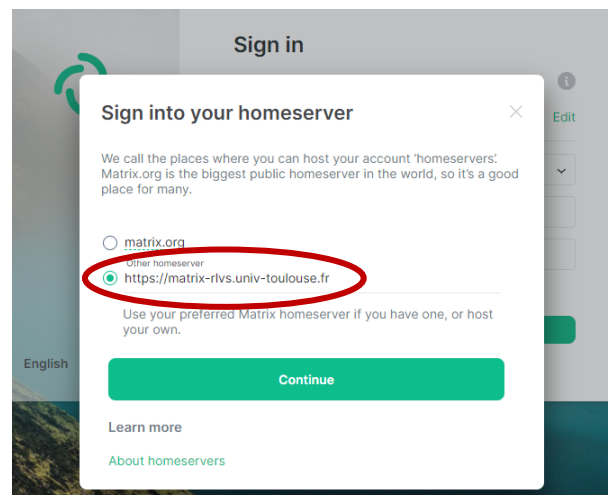 Sign in
Edit
Sign into your homeserver
We call the places where you can host your account 'homeservers'.
Matrix.org is the biggest public homeserver in the world, so it's a good
place for many.
matrix.org
Other homeserver
https://matrix-rlvs.univ-toulouse.fr
Use your preferred Matrix homeserver if you have one, or host
your own.
English
Continue
Learn more
About homeservers